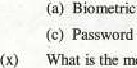 (a) Biometric
(c) Password
(x) What is the